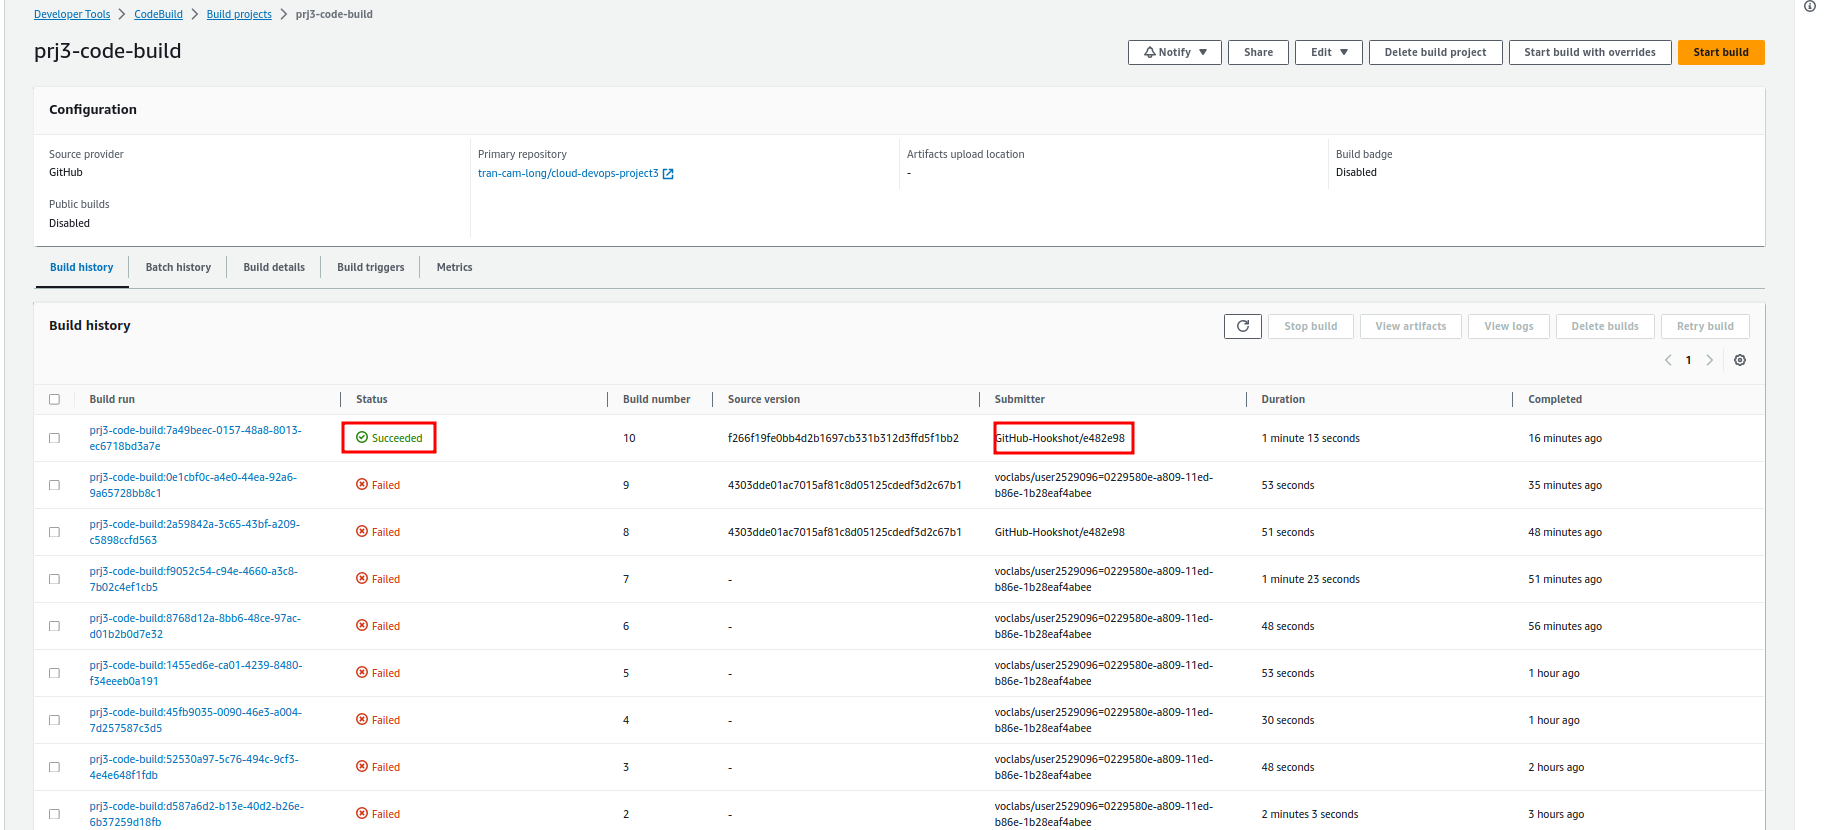 Developer Tools > CodeBuild > Build projects > prj3-code-build
prj3-code-build
Notify Share Edit Delete build project Start build with overrides Start build
Configuration
Source provider
GitHub
Primary repository
tran-cam-long/cloud-devops-project3
Artifacts upload location
-
Build badge
Disabled
Public builds
Disabled
Build history Batch history Build details Build triggers Metrics
Build history
Stop build View artifacts View logs Delete builds Retry build
1
Build run Status Build number Source version Submitter Duration Completed
prj3-code-build:7a49beec-0157-48a8-8013-
ec6718bd3a7e
Succeeded 10 f266f19fe0bb4d2b1697cb331b312d3ffd5f1bb2 GitHub-Hookshot/e482e98 1 minute 13 seconds 16 minutes ago
prj3-code-build:0e1cbf0c-a4e0-44ea-92a6-
9a65728bb8c1
Failed 9 4303dde01ac7015af81c8d05125cdedf3d2c67b1
voclabs/user2529096=0229580e-a809-11ed-
b86e-1b28eaf4abee
53 seconds 35 minutes ago
prj3-code-build:2a59842a-3c65-43bf-a209-
c5898ccfd563
Failed 8 4303dde01ac7015af81c8d05125cdedf3d2c67b1 GitHub-Hookshot/e482e98 51 seconds 48 minutes ago
prj3-code-build:f9052c54-c94e-4660-a3c8-
7b02c4ef1cb5
Failed 7 -
voclabs/user2529096=0229580e-a809-11ed-
b86e-1b28eaf4abee
1 minute 23 seconds 51 minutes ago
prj3-code-build:8768d12a-8bb6-48ce-97ac-
d01b2b0d7e32
Failed 6 -
voclabs/user2529096=0229580e-a809-11ed-
b86e-1b28eaf4abee
48 seconds 56 minutes ago
prj3-code-build:1455ed6e-ca01-4239-8480-
f34eeeb0a191
Failed 5 -
voclabs/user2529096=0229580e-a809-11ed-
b86e-1b28eaf4abee
53 seconds 1 hour ago
prj3-code-build:45fb9035-0090-46e3-a004-
7d257587c3d5
Failed 4 -
voclabs/user2529096=0229580e-a809-11ed-
b86e-1b28eaf4abee
30 seconds 1 hour ago
prj3-code-build:52530a97-5c76-494c-9cf3-
4e4e648f1fdb
Failed 3 -
voclabs/user2529096=0229580e-a809-11ed-
b86e-1b28eaf4abee
48 seconds 2 hours ago
prj3-code-build:d587a6d2-b13e-40d2-b26e-
6b37259d18fb
Failed 2 -
voclabs/user2529096=0229580e-a809-11ed-
b86e-1b28eaf4abee
2 minutes 3 seconds 3 hours ago